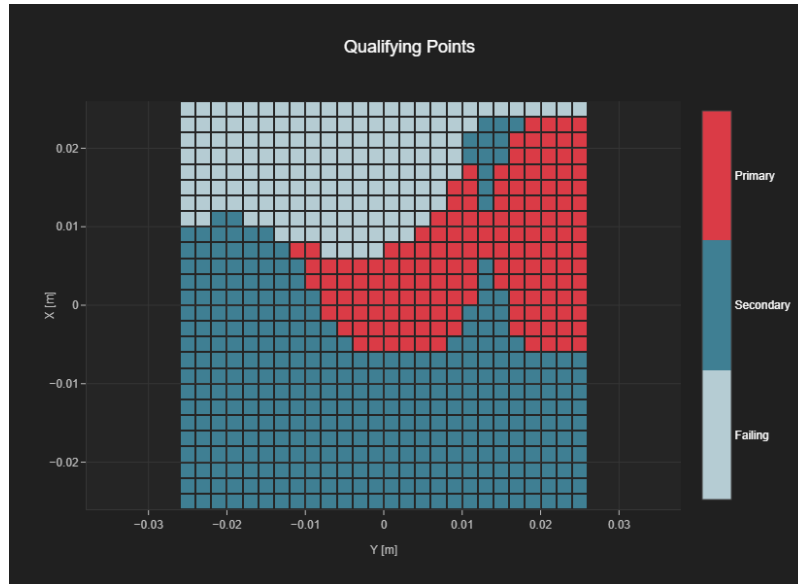 Qualifying Points
0.02
0.01
0
−0.01
−0.02
X [m]
−0.03
−0.02
−0.01
0
0.01
0.02
0.03
Y [m]
Primary
Secondary
Failing